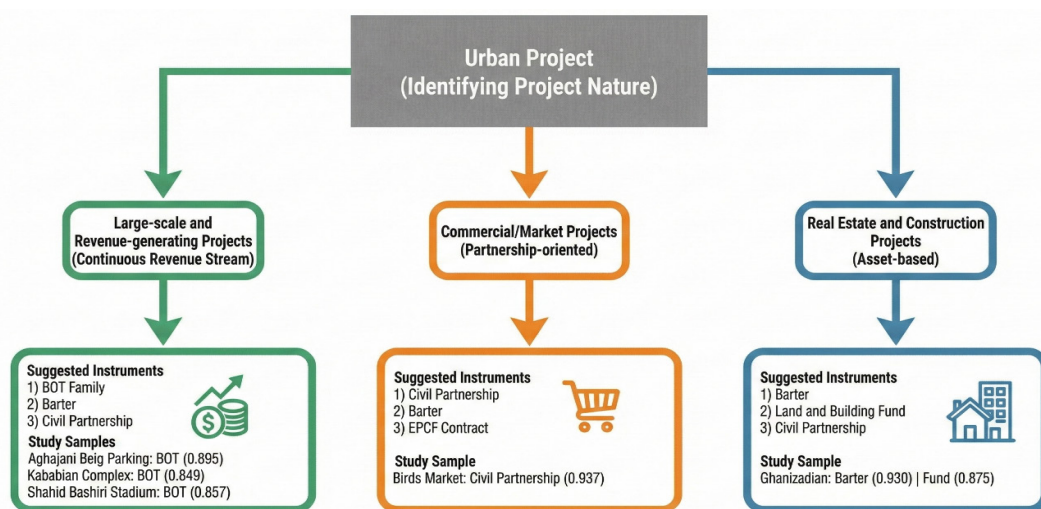 Urban Project
(Identifying Project Nature)
Large-scale and
Revenue-generating Projects
(Continuous Revenue Stream)
Commercial/Market Projects
(Partnership-oriented)
Real Estate and Construction
Projects
(Asset-based)
Suggested Instruments
1) BOT Family
2) Barter
3) Civil Partnership
$
Study Samples
Aghajani Beig Parking: BOT (0.895)
Kababian Complex: BOT (0.849)
Shahid Bashiri Stadium: BOT (0.857)
Suggested Instruments
1) Civil Partnership
2) Barter
3) EPCF Contract
Study Sample
Birds Market: Civil Partnership (0.937)
Suggested Instruments
1) Barter
2) Land and Building Fund
3) Civil Partnership
Study Sample
Ghanizadian: Barter (0.930) | Fund (0.875)